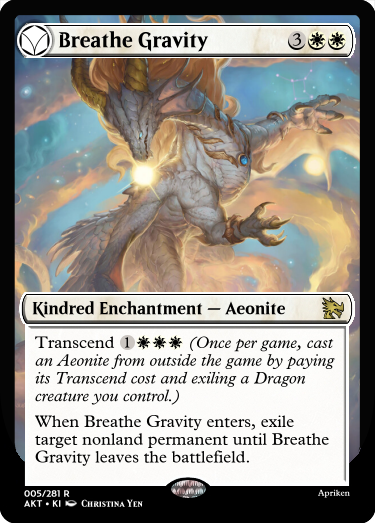 Breathe Gravity 3
Kindred Enchantment — Aeonite
Transcend 1 (Once per game, cast
an Aeonite from outside the game by paying
its Transcend cost and exiling a Dragon
creature you control.)
When Breathe Gravity enters, exile
target nonland permanent until Breathe
Gravity leaves the battlefield.
005/281 R
Apriken
AKT • KI Christina Yen